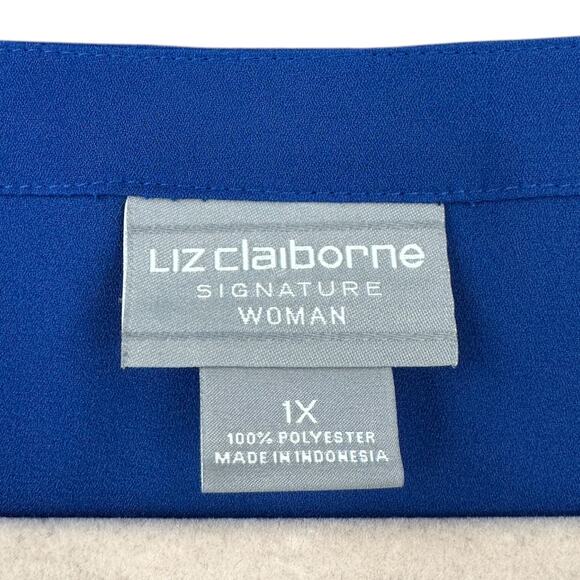 Liz claiborne
SIGNATURE
WOMAN
1X
100% POLYESTER
MADE IN INDONESIA